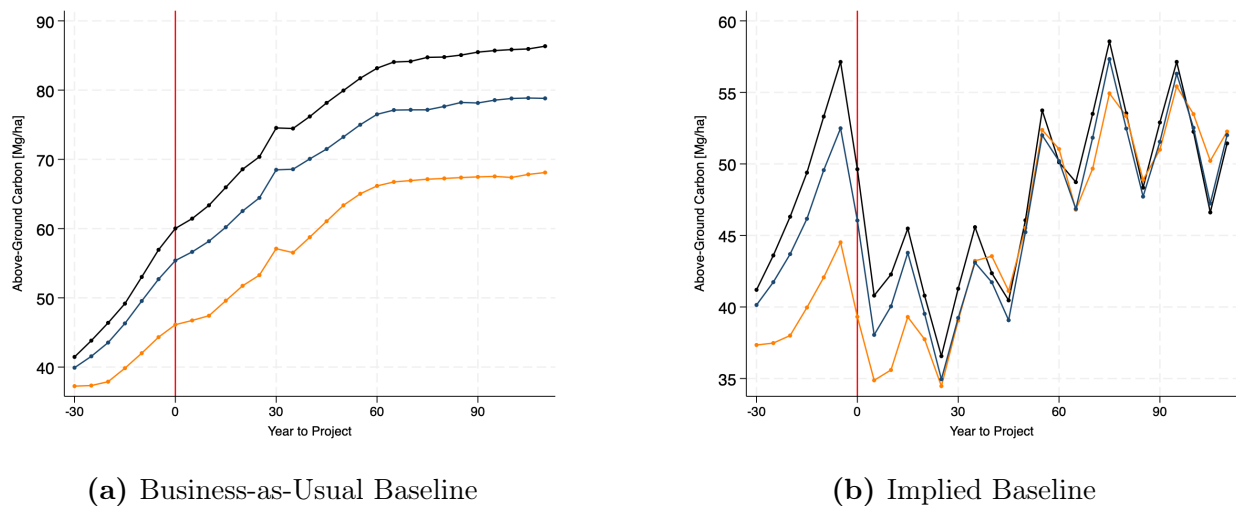 90
80
70
60
50
40
Above-Ground Carbon [Mg/ha]
-30 0 30 60 90
Year to Project
(a) Business-as-Usual Baseline
60
55
50
45
40
35
Above-Ground Carbon [Mg/ha]
-30 0 30 60 90
Year to Project
(b) Implied Baseline